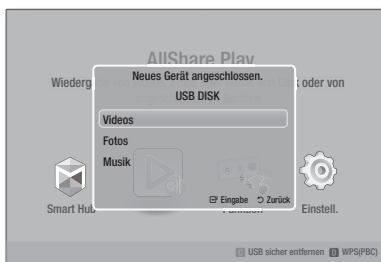 AllShare Play
Neues Gerät angeschlossen.
oder von
USB DISK
Videos
Fotos
Musik
Eingabe Zurück
Smart Hub
Funktion
Einstell.
C USB sicher entfernen D WPS(PBC)